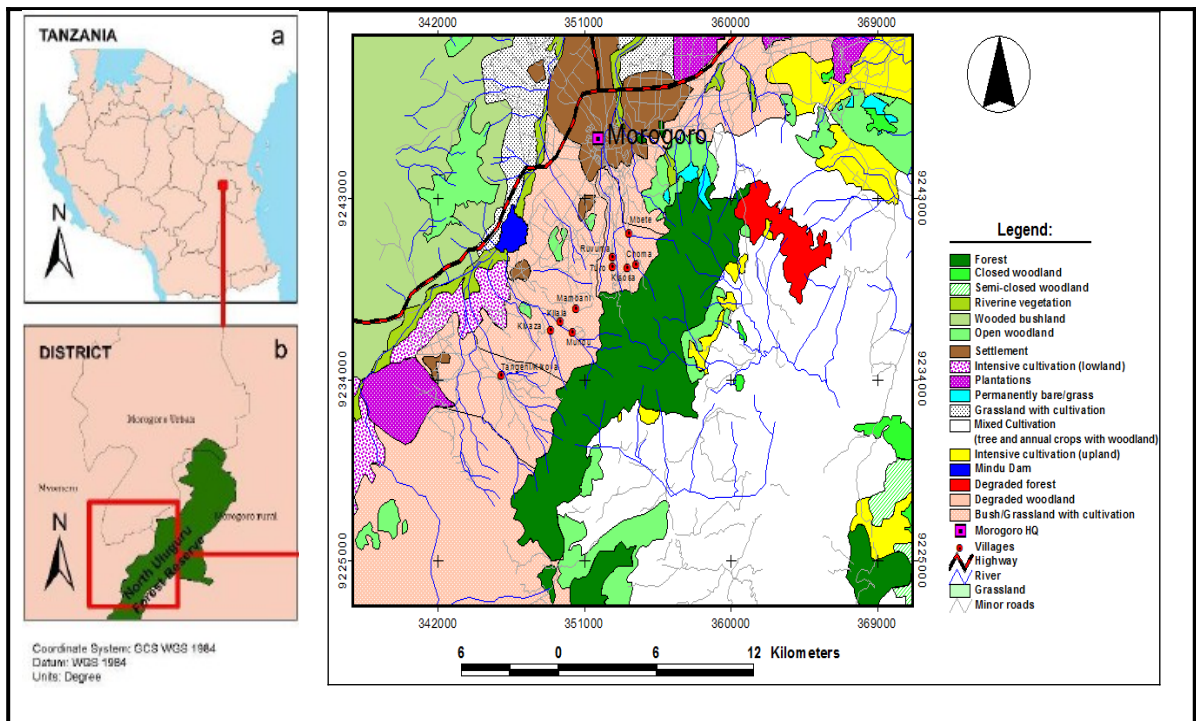 TANZANIA
a
N
DISTRICT
b
Morogoro Urban
Mvomero
Morogoro rural
N
North Uluguru
Forest Reserve
Coordinate System: GCS WGS 1984
Datum: WGS 1984
Units: Degree
342000 351000 360000 369000
9243000 9243000
9234000 9234000
9225000 9225000
Morogoro
Mbete
Ruvuma
Choma
Tulo
Kisosa
Mambani
Kilala
Kivaza
Mundu
342000 351000 360000 369000
6 0 6 12 Kilometers
Legend:
Forest
Closed woodland
Semi-closed woodland
Riverine vegetation
Wooded bushland
Open woodland
Settlement
Intensive cultivation (lowland)
Plantations
Permanently bare/grass
Grassland with cultivation
Mixed Cultivation
(tree and annual crops with woodland)
Intensive cultivation (upland)
Mindu Dam
Degraded forest
Degraded woodland
Bush/Grassland with cultivation
Morogoro HQ
Villages
Highway
River
Grassland
Minor roads